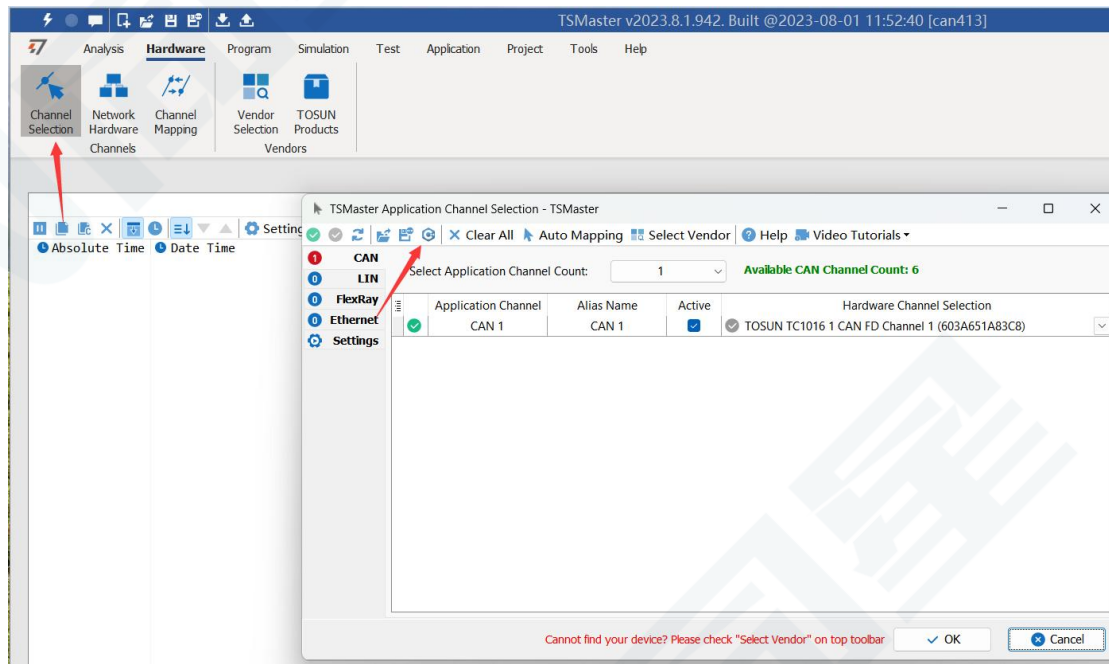 TSMaster v2023.8.1.942. Built @2023-08-01 11:52:40 [can413]
Analysis Hardware Program Simulation Test Application Project Tools Help
Channel Selection Network Hardware Channel Mapping Vendor Selection TOSUN Products
Channels Vendors
TSMaster Application Channel Selection - TSMaster
Setting
Clear All Auto Mapping Select Vendor Help Video Tutorials
Absolute Time Date Time
1 CAN
0 LIN
0 FlexRay
0 Ethernet
Settings
Select Application Channel Count: 1 Available CAN Channel Count: 6
Application Channel Alias Name Active Hardware Channel Selection
CAN 1 CAN 1 TOSUN TC1016 1 CAN FD Channel 1 (603A651A83C8)
Cannot find your device? Please check "Select Vendor" on top toolbar OK Cancel